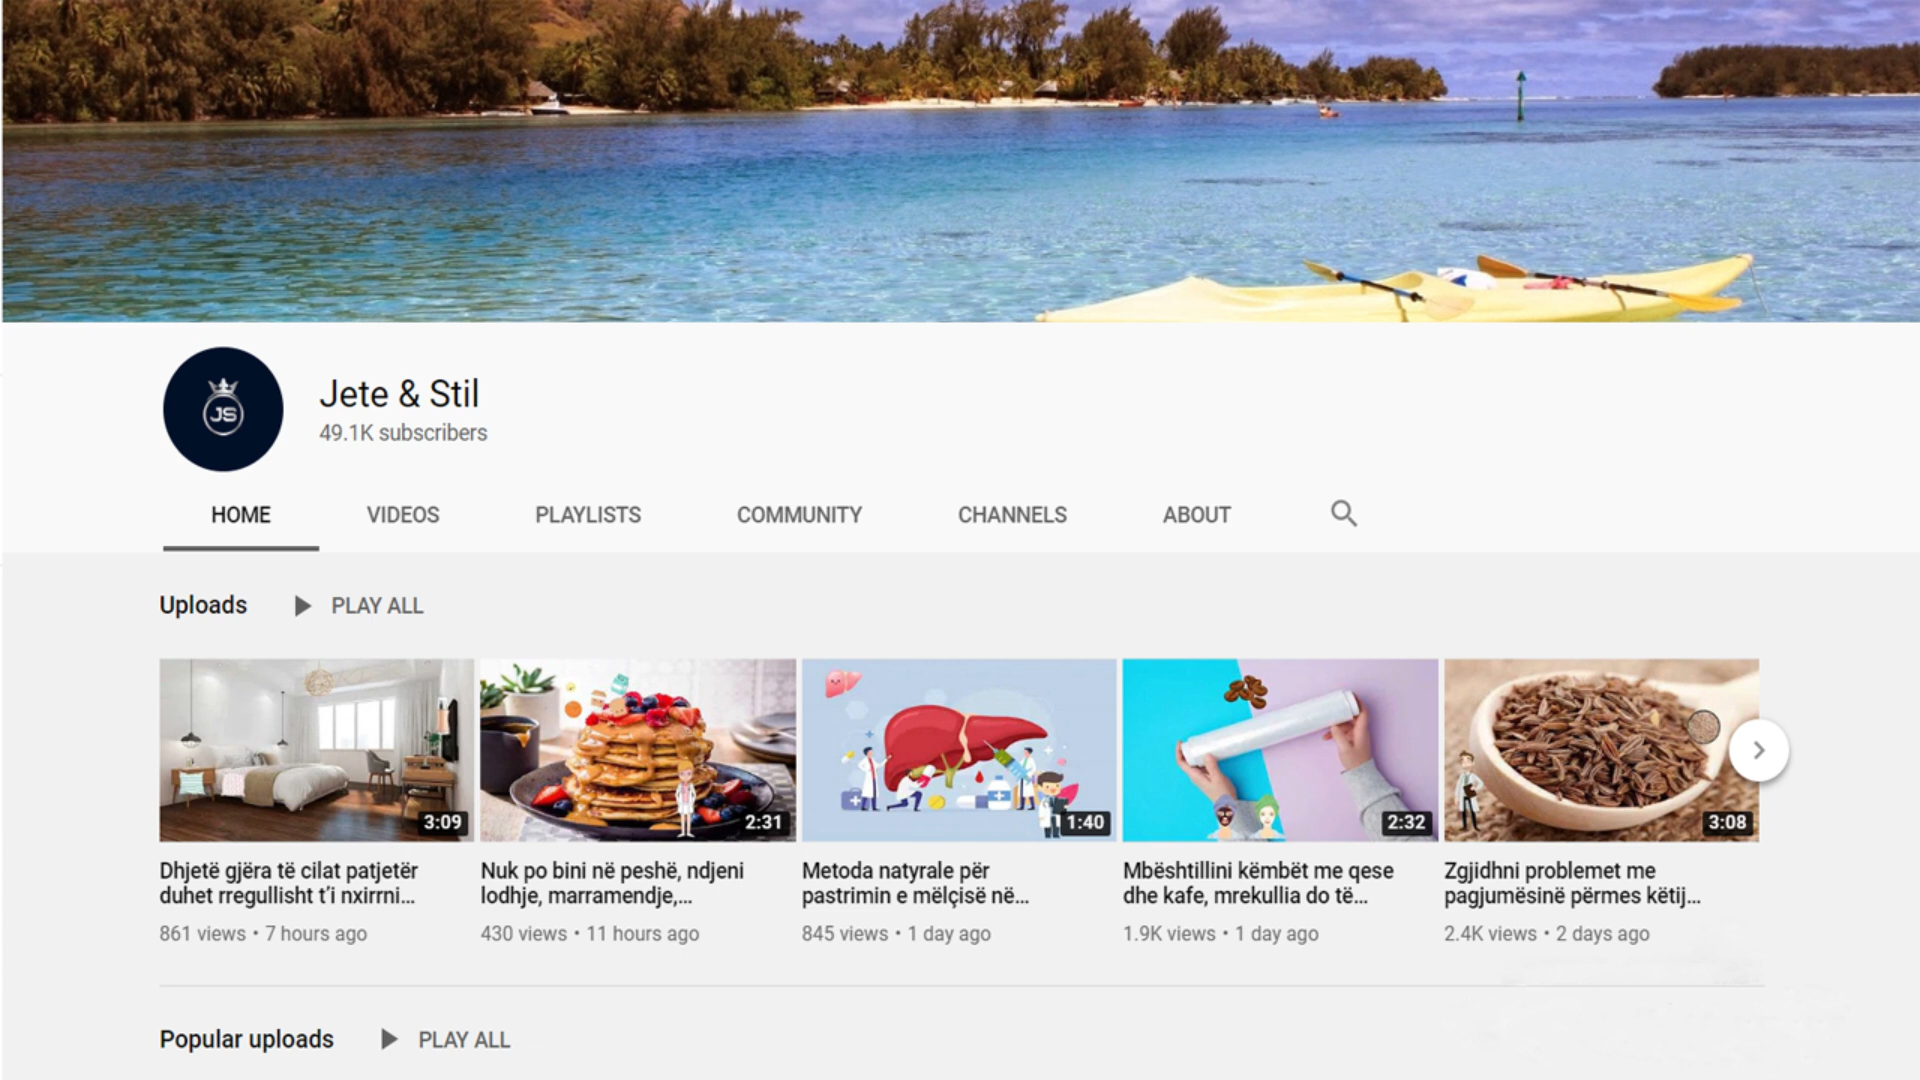 JS
Jete & Stil
49.1K subscribers
HOME VIDEOS PLAYLISTS COMMUNITY CHANNELS ABOUT
Uploads PLAY ALL
3:09 2:31 1:40 2:32 3:08
Dhjetë gjëra të cilat patjetër
duhet rregullisht t’i nxirrni...
861 views • 7 hours ago
Nuk po bini në peshë, ndjeni
lodhje, marramendje,...
430 views • 11 hours ago
Metoda natyrale për
pastrimin e mëlçisë në...
845 views • 1 day ago
Mbështillini këmbët me qese
dhe kafe, mrekullia do të...
1.9K views • 1 day ago
Zgjidhni problemet me
pagjumësinë përmes këtij...
2.4K views • 2 days ago
Popular uploads PLAY ALL